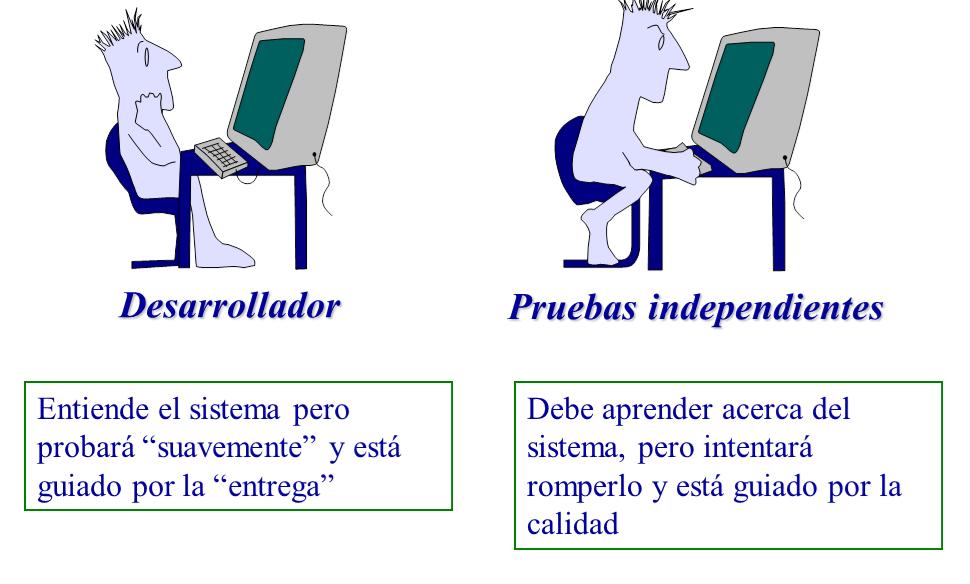 Desarrollador
Pruebas independientes
Entiende el sistema pero
probará “suavemente” y está
guiado por la “entrega”
Debe aprender acerca del
sistema, pero intentará
romperlo y está guiado por la
calidad